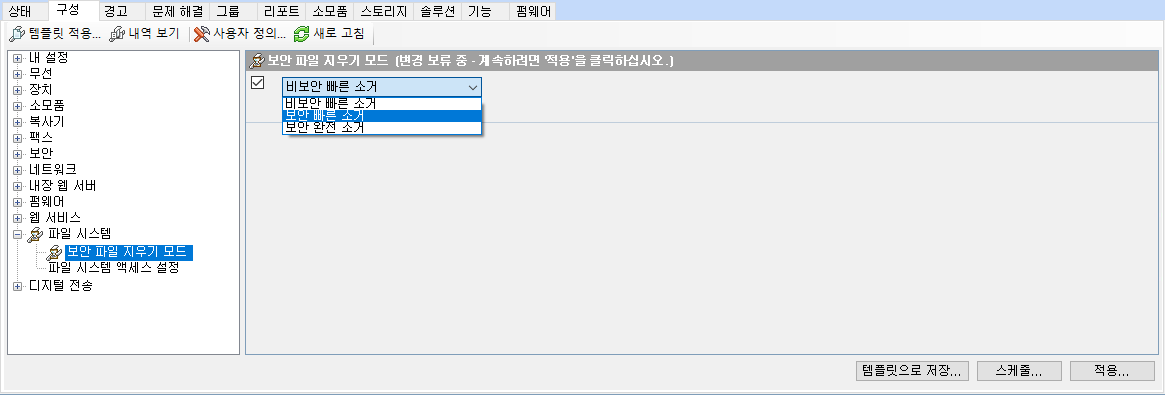 상태 구성 경고 문제 해결 그룹 리포트 소모품 스토리지 솔루션 기능 펌웨어
템플릿 적용... 내역 보기 사용자 정의... 새로 고침
내 설정
무선
장치
소모품
복사기
팩스
보안
네트워크
내장 웹 서버
펌웨어
웹 서비스
파일 시스템
보안 파일 지우기 모드
파일 시스템 액세스 설정
디지털 전송
보안 파일 지우기 모드 (변경 보류 중 - 계속하려면 '적용'을 클릭하십시오.)
비보안 빠른 소거
비보안 빠른 소거
보안 빠른 소거
보안 완전 소거
템플릿으로 저장... 스케줄... 적용...